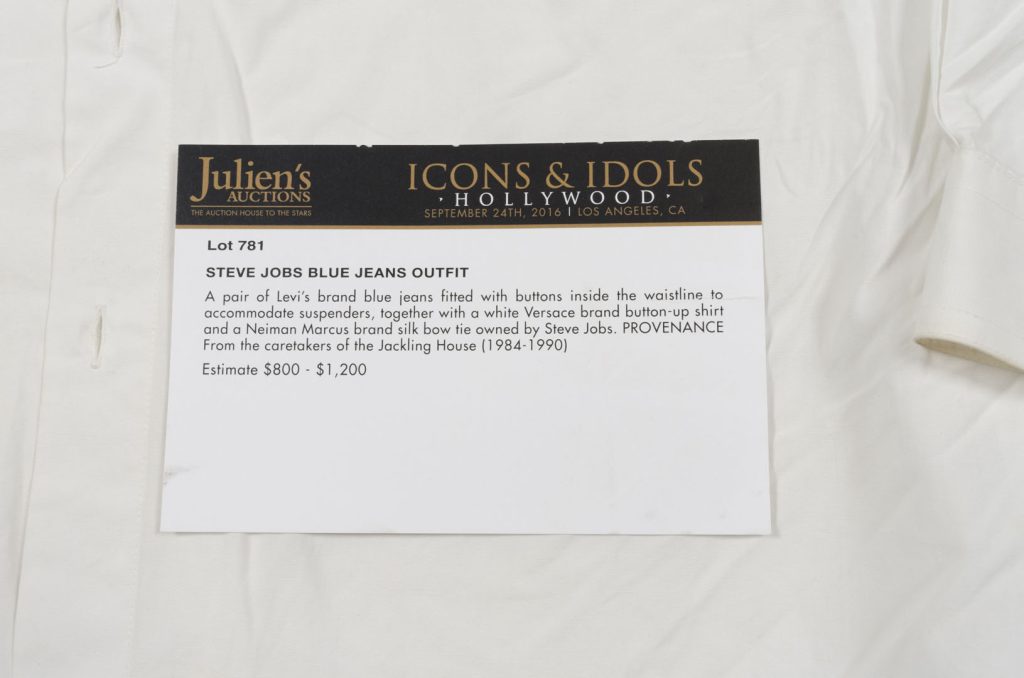 Julien's
AUCTIONS
THE AUCTION HOUSE TO THE STARS
ICONS & IDOLS
· HOLLYWOOD ·
SEPTEMBER 24TH, 2016 | LOS ANGELES, CA
Lot 781
STEVE JOBS BLUE JEANS OUTFIT
A pair of Levi's brand blue jeans fitted with buttons inside the waistline to
accommodate suspenders, together with a white Versace brand button-up shirt
and a Neiman Marcus brand silk bow tie owned by Steve Jobs. PROVENANCE
From the caretakers of the Jackling House (1984-1990)
Estimate $800 - $1,200